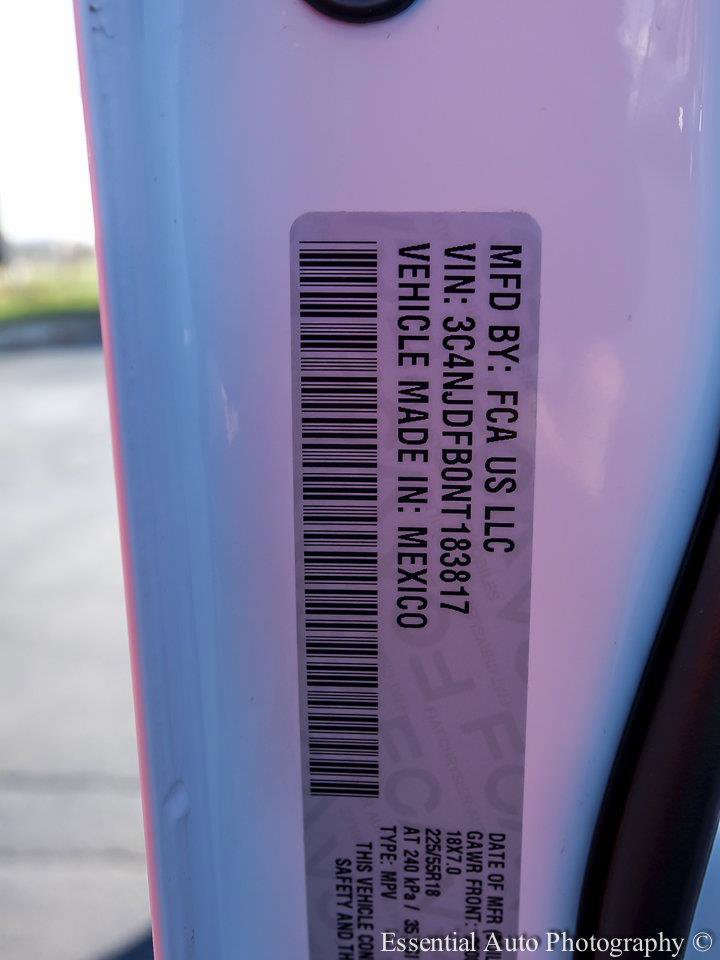 MFD BY: FCA US LLC
VIN: 3C4NJDFB0NT183817
VEHICLE MADE IN: MEXICO
DATE OF MFR
GAWR FRONT:
18X7.0
225/55R18
AT 240 kPa / 35
TYPE: MPV
THIS VEHICLE
SAFETY AND
Essential Auto Photography ©